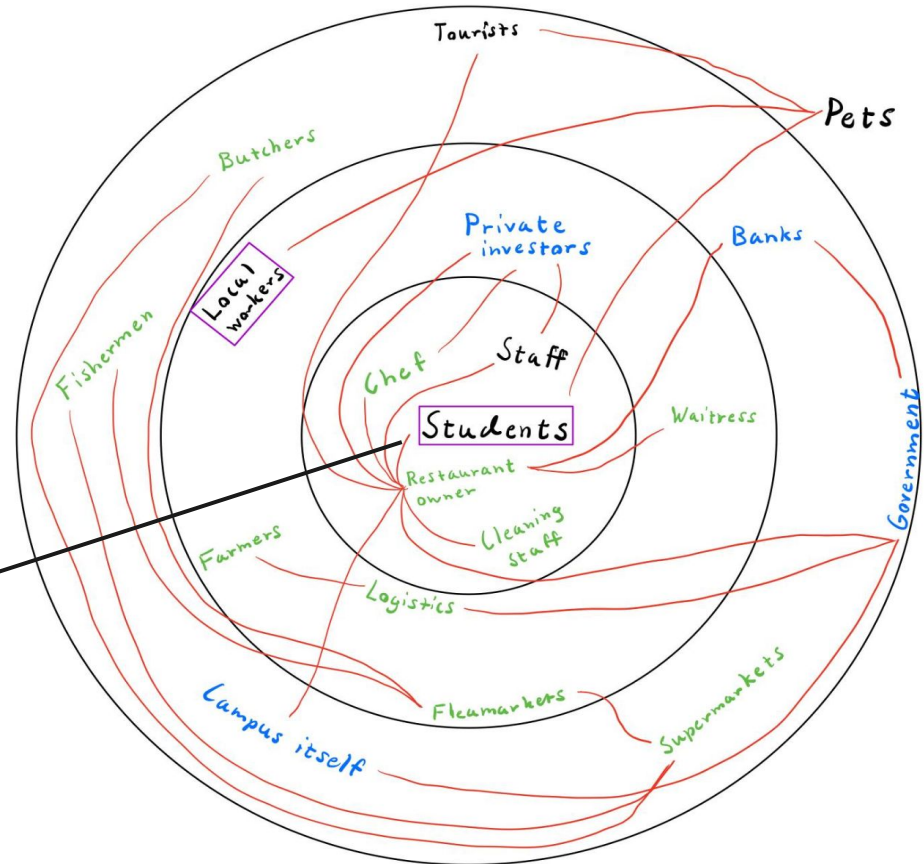 Tourists
Pets
Butchers
Private
investors
Banks
Local
workers
Fishermen
Staff
Chef
Students
Waitress
Government
Restaurant
owner
Cleaning
staff
Farmers
Logistics
Fleamarkers
Supermarkets
Campus itself